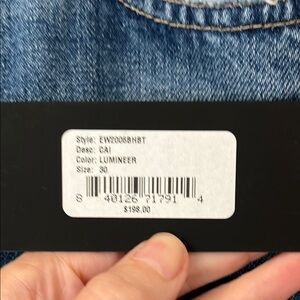 Style: EW2006BHBT
Desc: CAI
Color: LUMINEER
Size: 30
8 40126 71791 4
$198.00